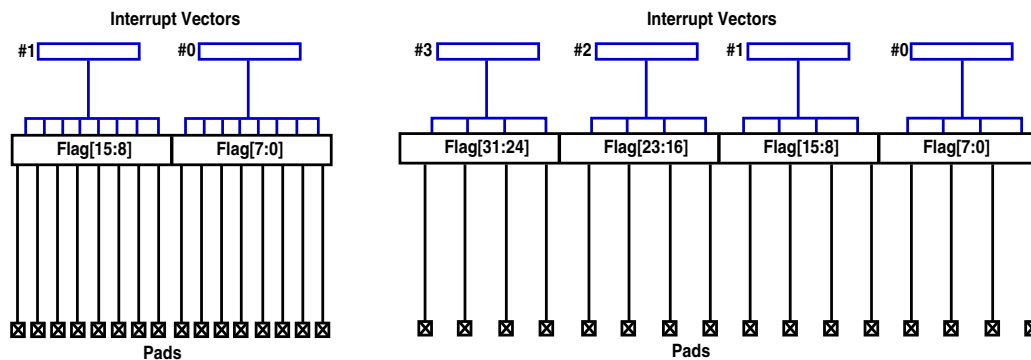 Interrupt Vectors
#1
#0
Flag[15:8]
Flag[7:0]
Pads
Interrupt Vectors
#3
#2
#1
#0
Flag[31:24]
Flag[23:16]
Flag[15:8]
Flag[7:0]
Pads